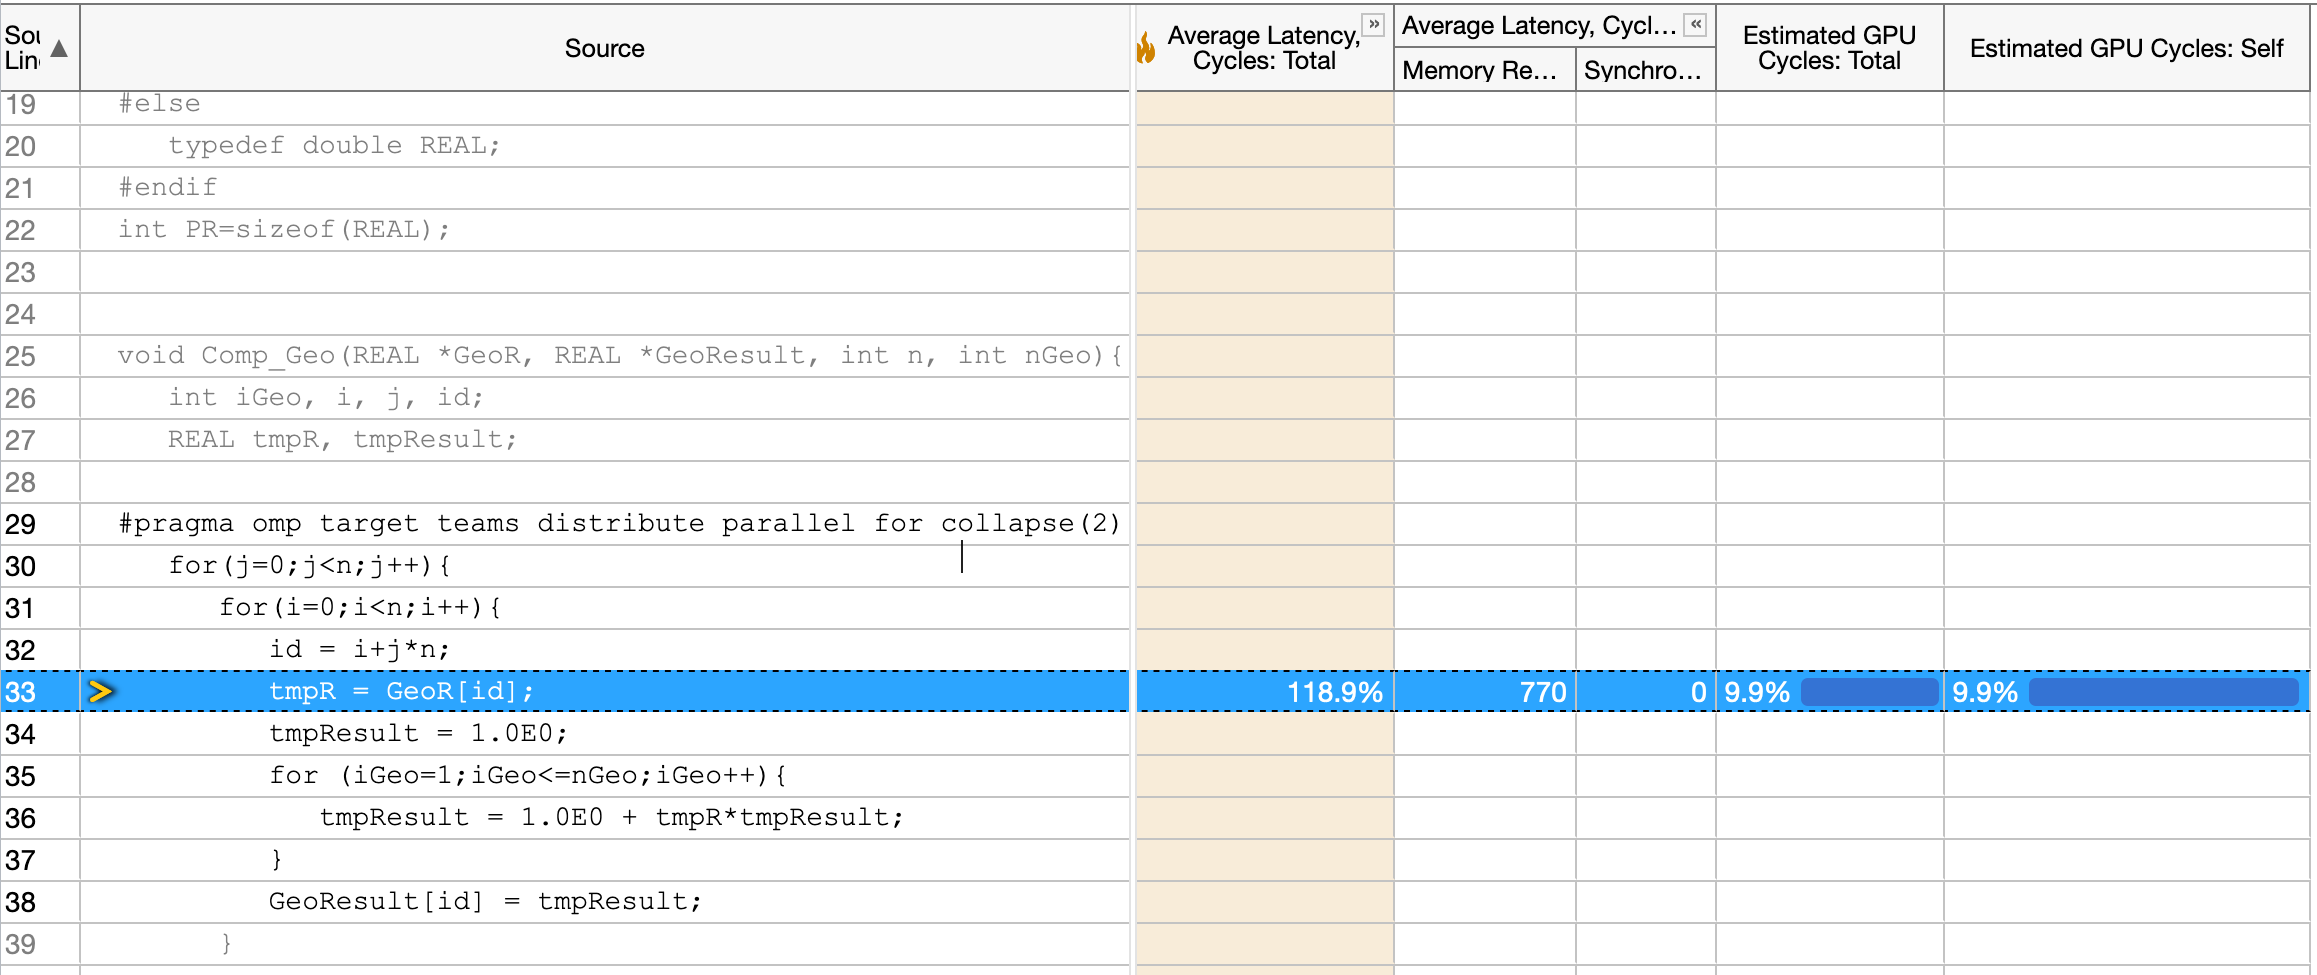 Sou Source Average Latency, » Average Latency, Cycl... « Estimated GPU Estimated GPU Cycles: Self
Lin Cycles: Total Memory Re... Synchro... Cycles: Total
19 #else
20 typedef double REAL;
21 #endif
22 int PR=sizeof(REAL);
23
24
25 void Comp_Geo(REAL *GeoR, REAL *GeoResult, int n, int nGeo){
26 int iGeo, i, j, id;
27 REAL tmpR, tmpResult;
28
29 #pragma omp target teams distribute parallel for collapse(2)
30 for(j=0;j<n;j++){
31 for(i=0;i<n;i++){
32 id = i+j*n;
33 tmpR = GeoR[id]; 118.9% 770 0 9.9% 9.9%
34 tmpResult = 1.0E0;
35 for (iGeo=1;iGeo<=nGeo;iGeo++){
36 tmpResult = 1.0E0 + tmpR*tmpResult;
37 }
38 GeoResult[id] = tmpResult;
39 }